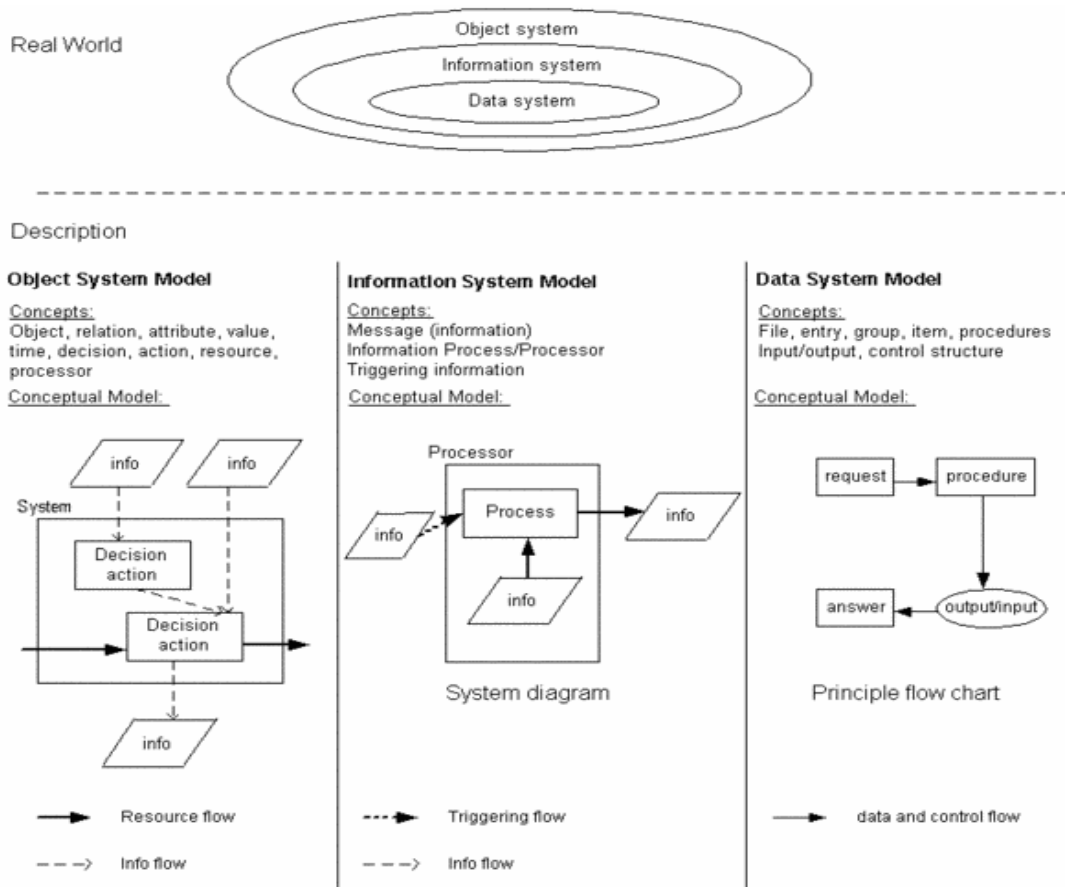 Real World
Object system
Information system
Data system
Description
Object System Model
Concepts:
Object, relation, attribute, value,
time, decision, action, resource,
processor
Conceptual Model:
info
info
System
Decision
action
Decision
action
info
Resource flow
Info flow
Information System Model
Concepts:
Message (information)
Information Process/Processor
Triggering information
Conceptual Model:
Processor
info
Process
info
info
System diagram
Triggering flow
Info flow
Data System Model
Concepts:
File, entry, group, item, procedures
Input/output, control structure
Conceptual Model:
request
procedure
answer
output/input
Principle flow chart
data and control flow